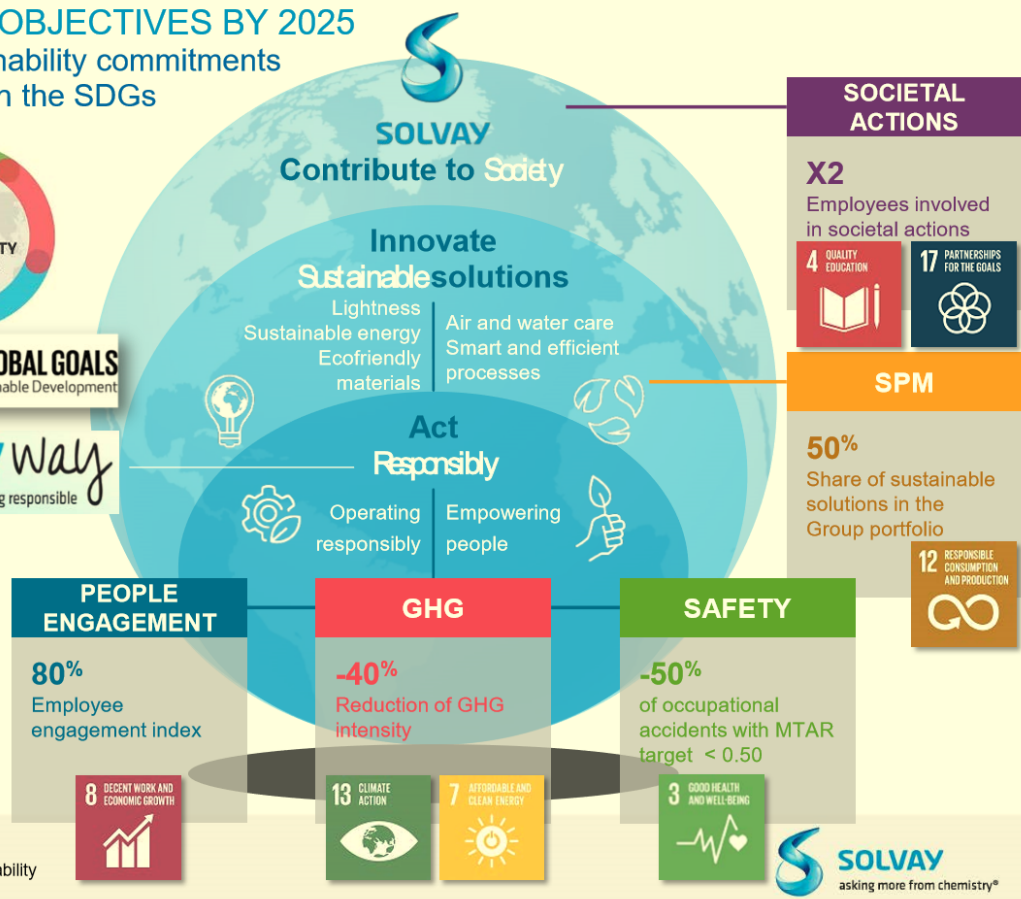 OBJECTIVES BY 2025
nability commitments
n the SDGs
SOLVAY
Contribute to Society
Innovate
Sustainable solutions
Lightness
Sustainable energy
Ecofriendly
materials
Air and water care
Smart and efficient
processes
Act
Responsibly
Operating
responsibly
Empowering
people
TY
OBAL GOALS
nable Development
way
g responsible
SOCIETAL
ACTIONS
X2
Employees involved
in societal actions
4 QUALITY
EDUCATION
17 PARTNERSHIPS
FOR THE GOALS
SPM
50%
Share of sustainable
solutions in the
Group portfolio
12 RESPONSIBLE
CONSUMPTION
AND PRODUCTION
PEOPLE
ENGAGEMENT
80%
Employee
engagement index
8 DECENT WORK AND
ECONOMIC GROWTH
GHG
-40%
Reduction of GHG
intensity
13 CLIMATE
ACTION
7 AFFORDABLE AND
CLEAN ENERGY
SAFETY
-50%
of occupational
accidents with MTAR
target < 0.50
3 GOOD HEALTH
AND WELL-BEING
ability
SOLVAY
asking more from chemistry®